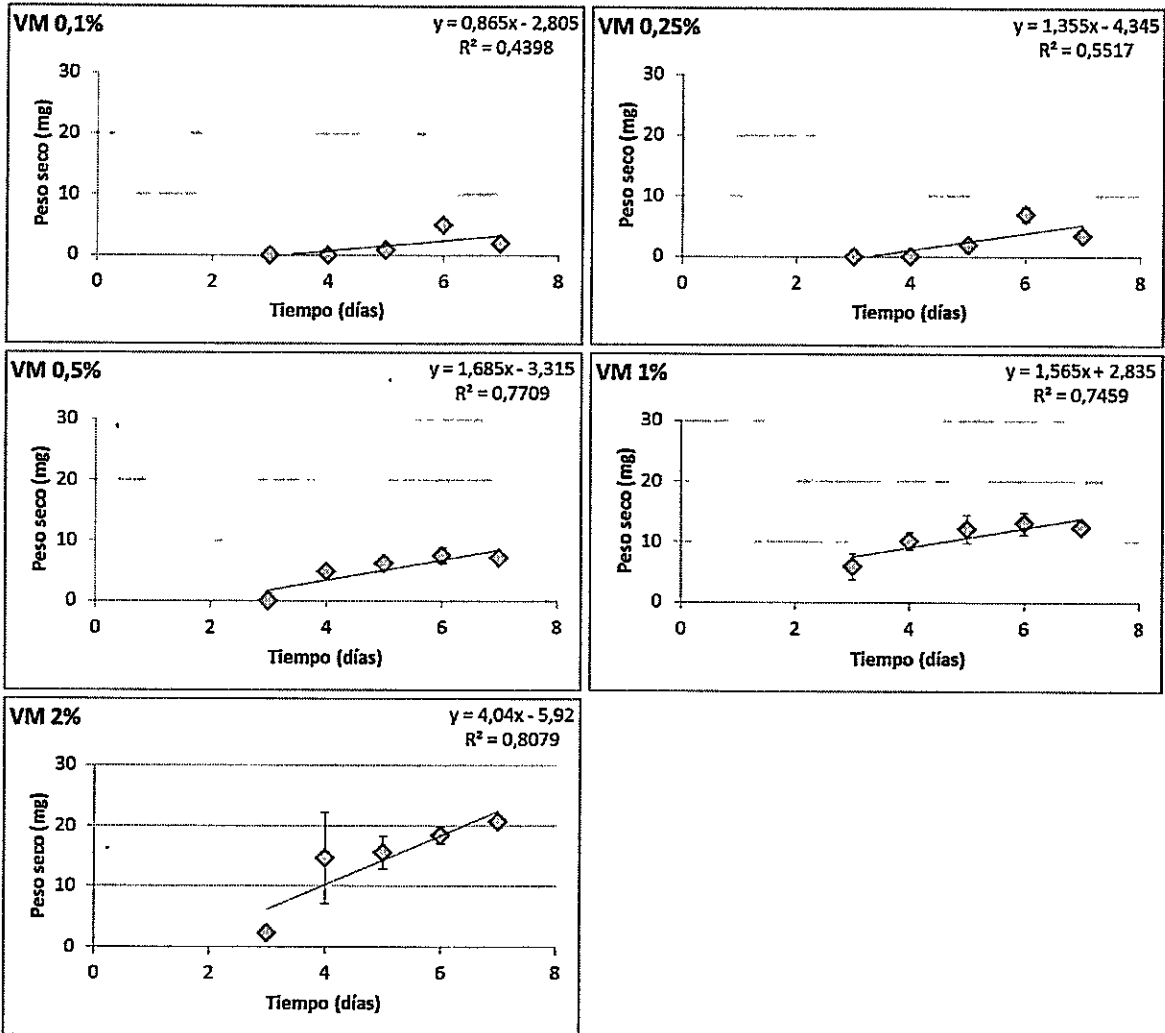 VM 0,1%
y = 0,865x - 2,805
R² = 0,4398
30
20
10
0
Peso seco (mg)
0 2 4 6 8
Tiempo (días)
VM 0,25%
y = 1,355x - 4,345
R² = 0,5517
30
20
10
0
Peso seco (mg)
0 2 4 6 8
Tiempo (días)
VM 0,5%
y = 1,685x - 3,315
R² = 0,7709
30
20
10
0
Peso seco (mg)
0 2 4 6 8
Tiempo (días)
VM 1%
y = 1,565x + 2,835
R² = 0,7459
30
20
10
0
Peso seco (mg)
0 2 4 6 8
Tiempo (días)
VM 2%
y = 4,04x - 5,92
R² = 0,8079
30
20
10
0
Peso seco (mg)
0 2 4 6 8
Tiempo (días)